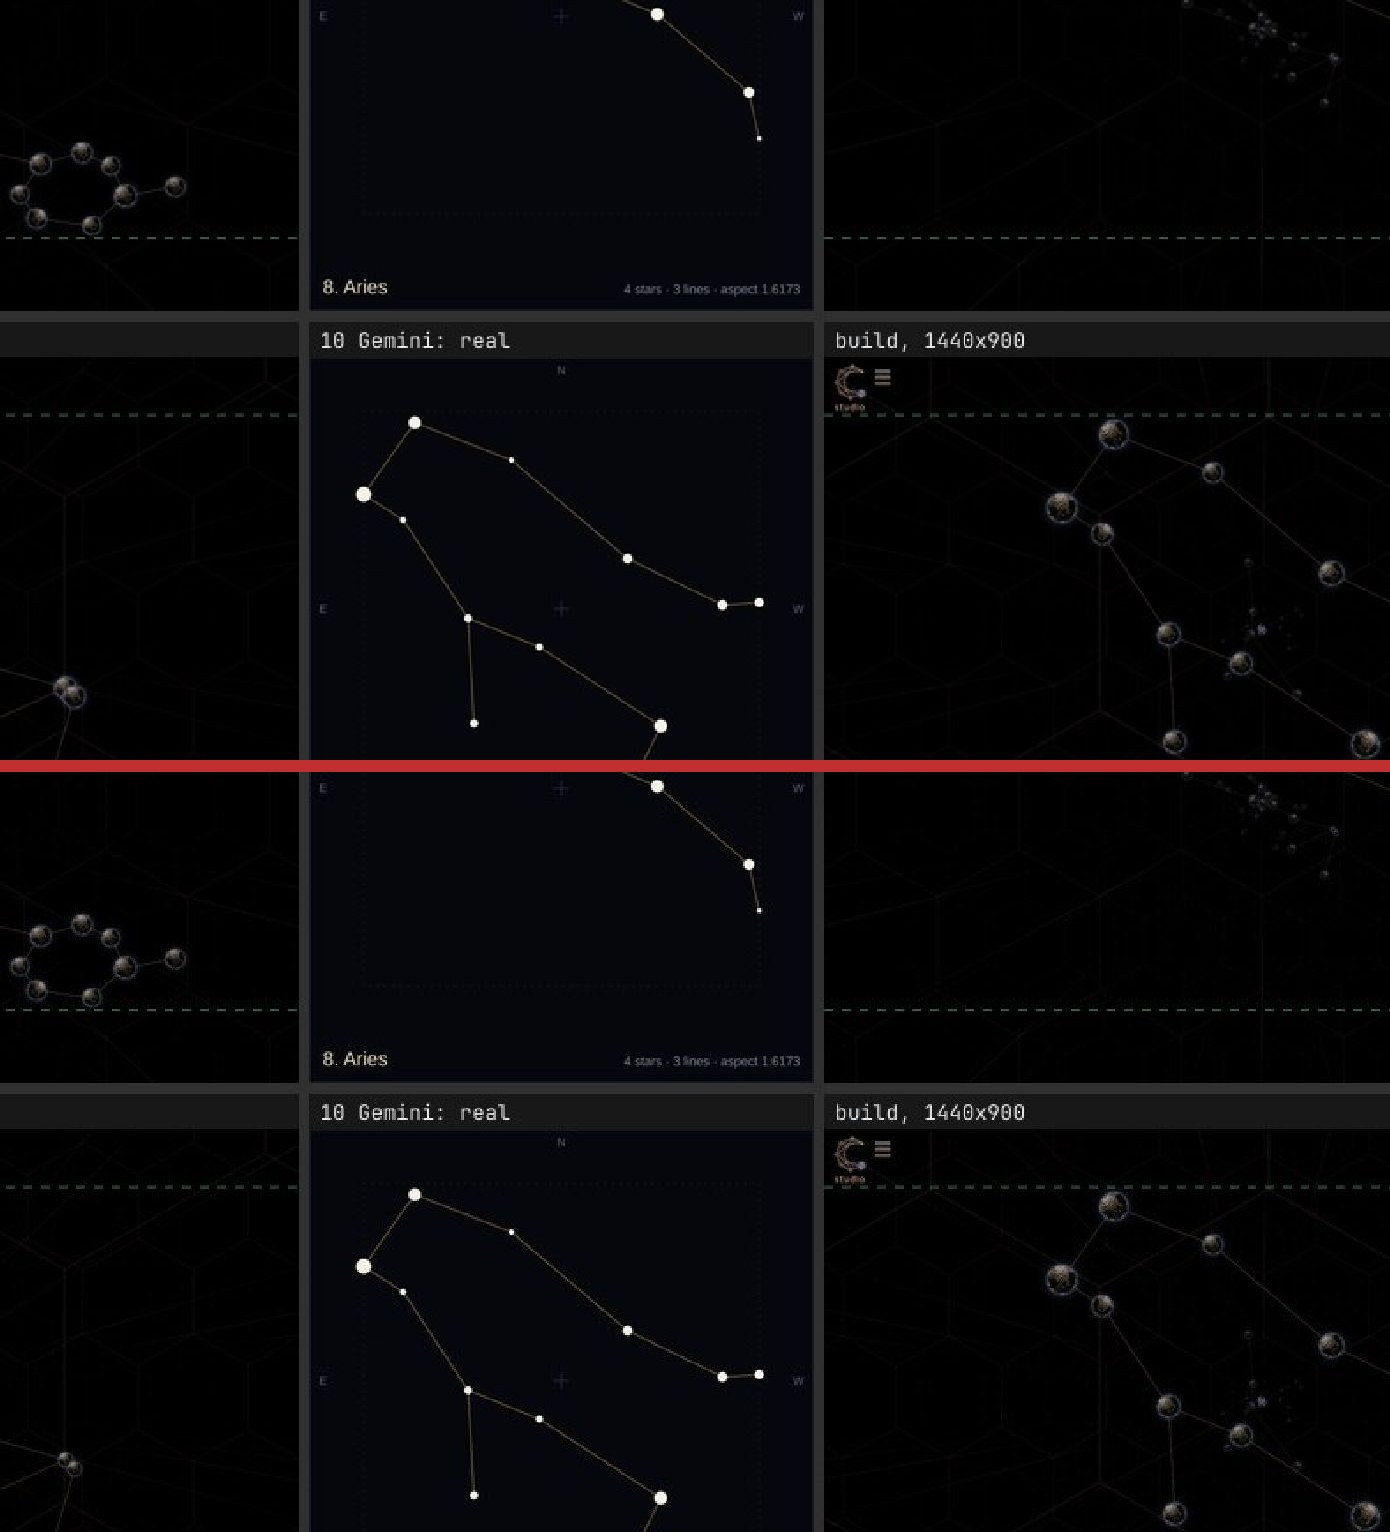 E W
8. Aries 4 stars · 3 lines · aspect 1.6173
10 Gemini: real build, 1440x900
N
studio
E W
E W
8. Aries 4 stars · 3 lines · aspect 1.6173
10 Gemini: real build, 1440x900
N
studio
E W